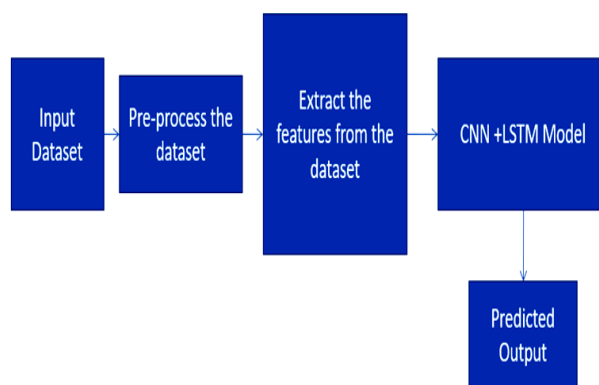 Input
Dataset
Pre-process the
dataset
Extract the
features from the
dataset
CNN +LSTM Model
Predicted
Output